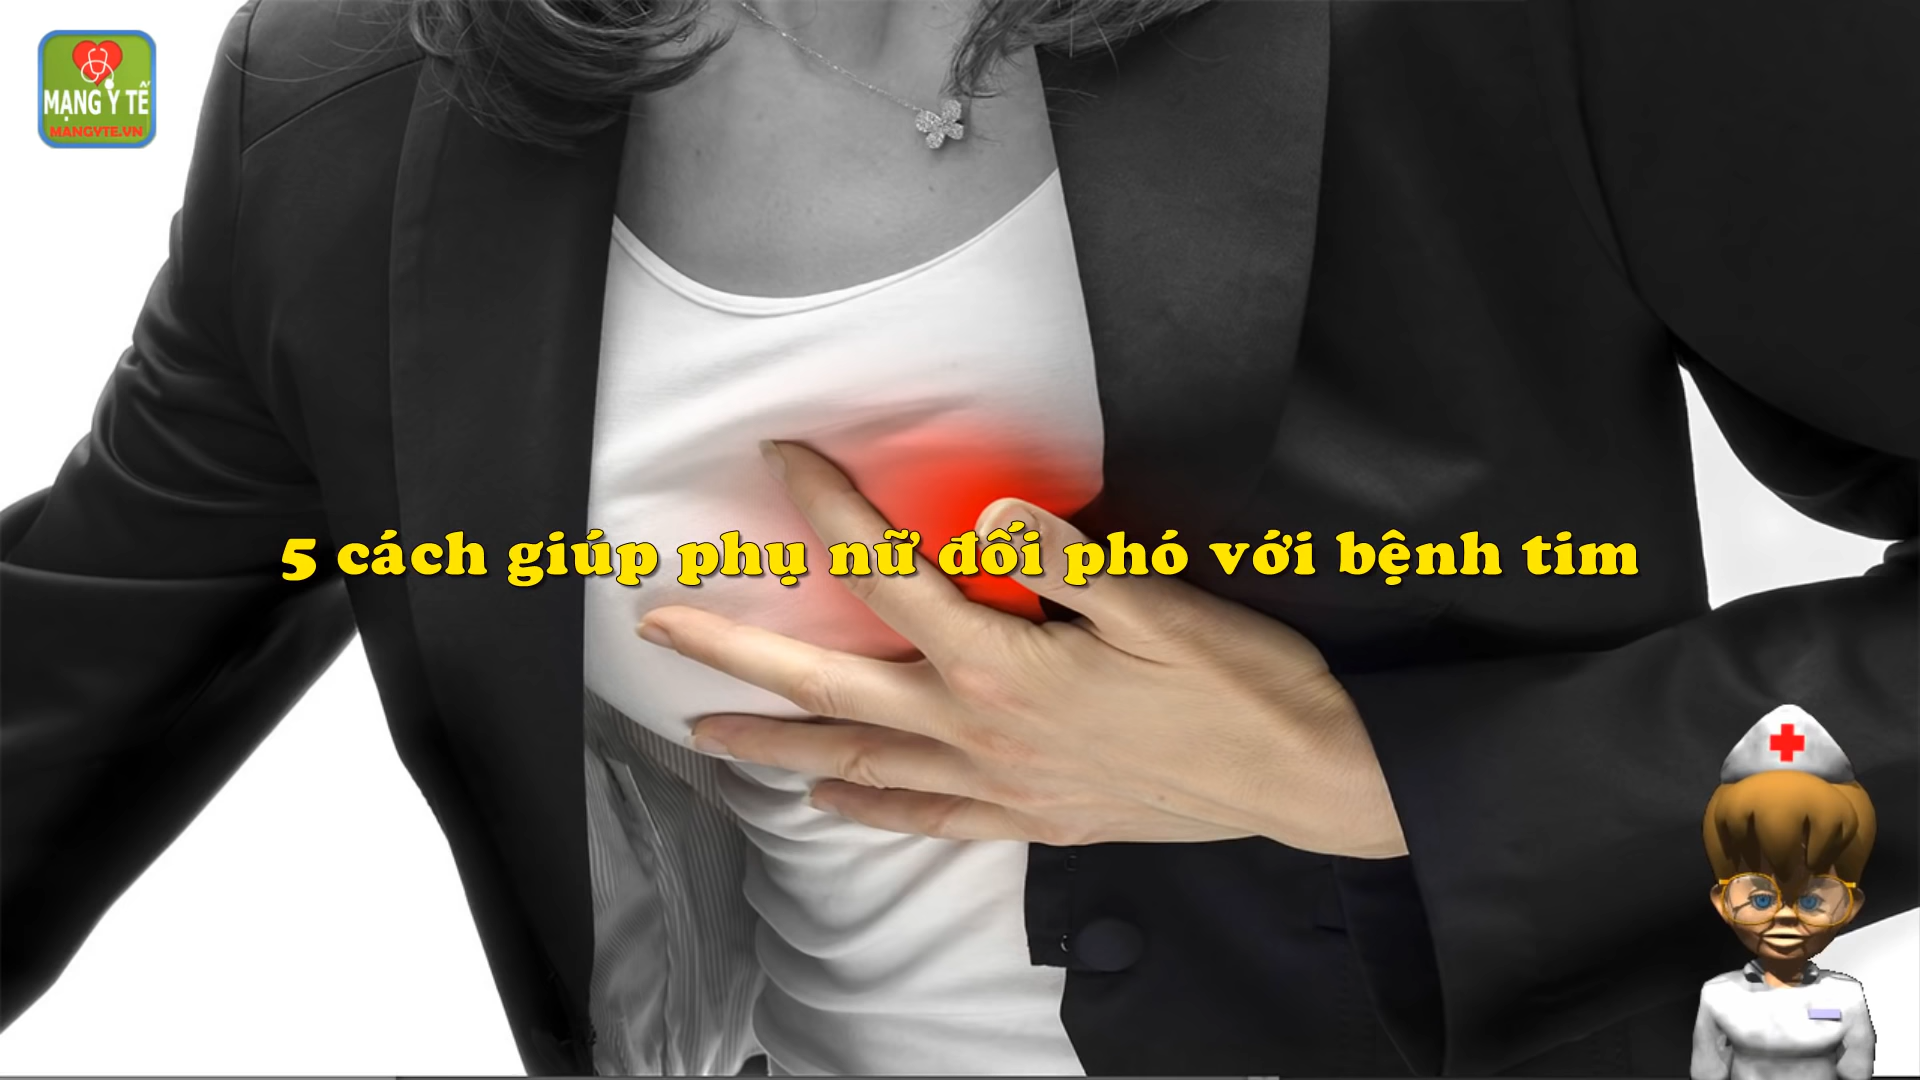 MẠNG Y TẾ
MANGYTE.VN
5 cách giúp phụ nữ đối phó với bệnh tim